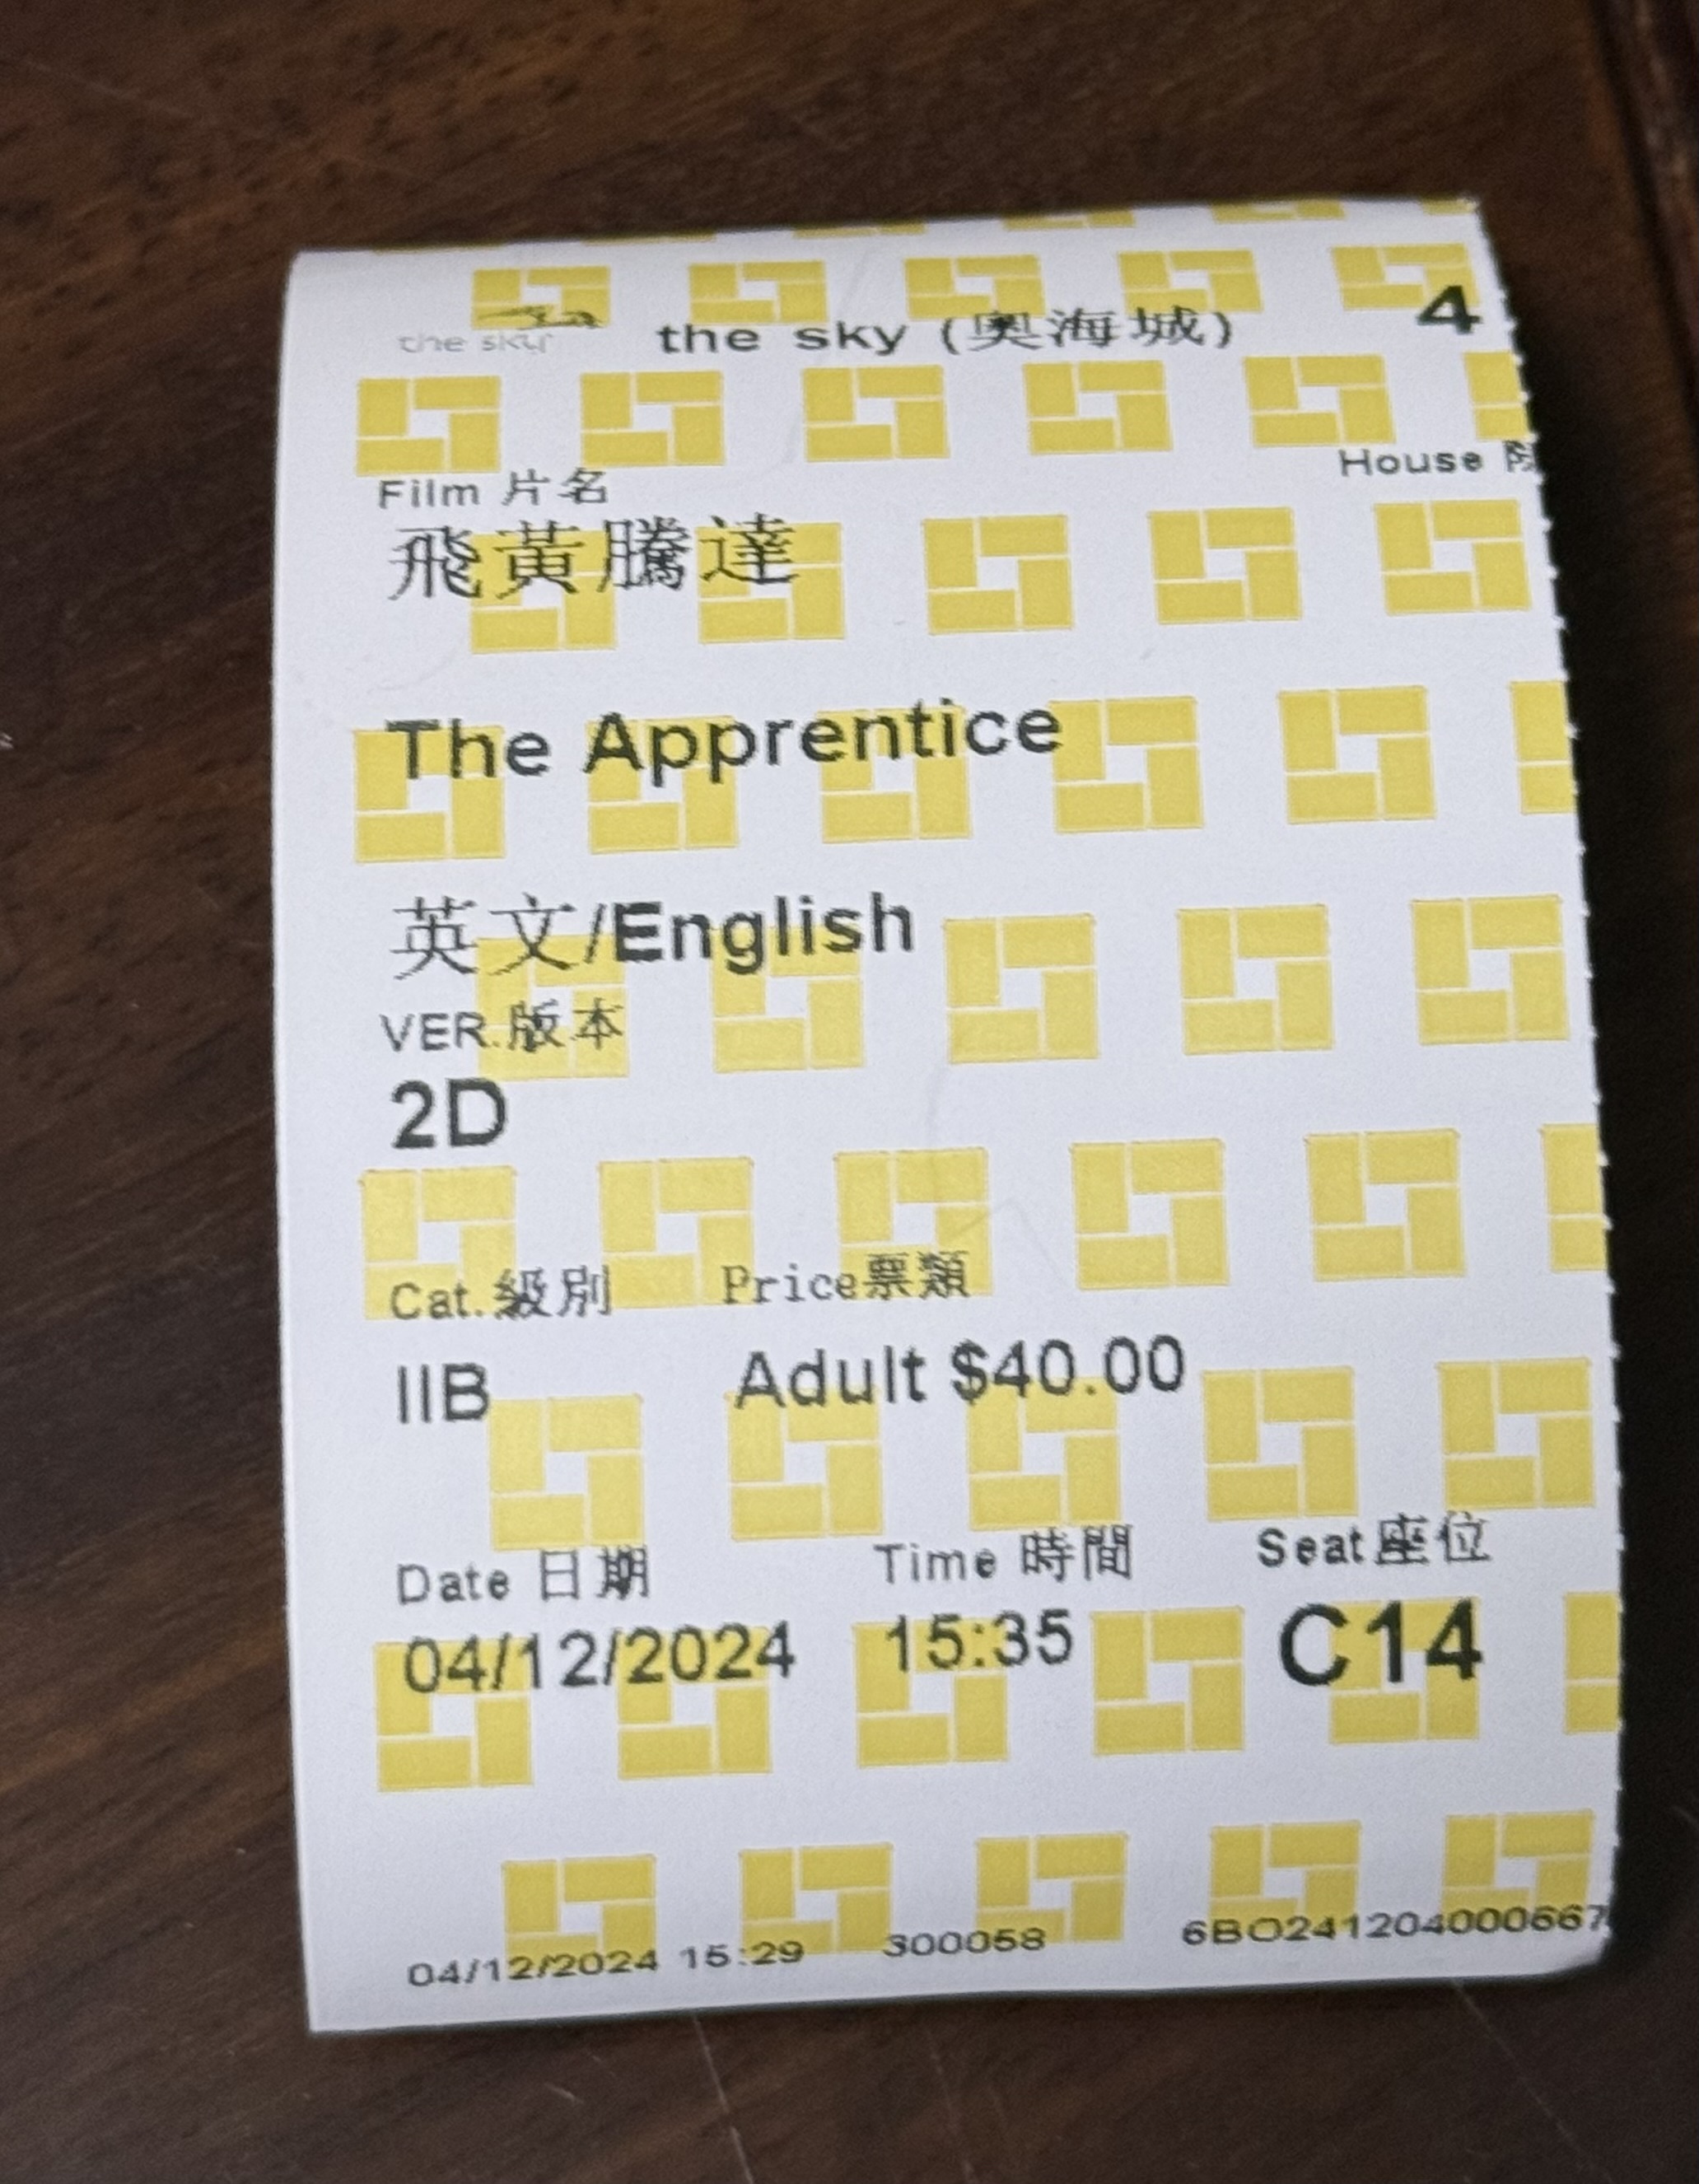 the sky the sky (奧海城) 4
House 院
Film 片名
飛黃騰達
The Apprentice
英文/English
VER.版本
2D
Cat.級別 Price票類
IIB Adult $40.00
Date 日期 Time 時間 Seat座位
04/12/2024 15:35 C14
04/12/2024 15:29 300058 6BO241204000667